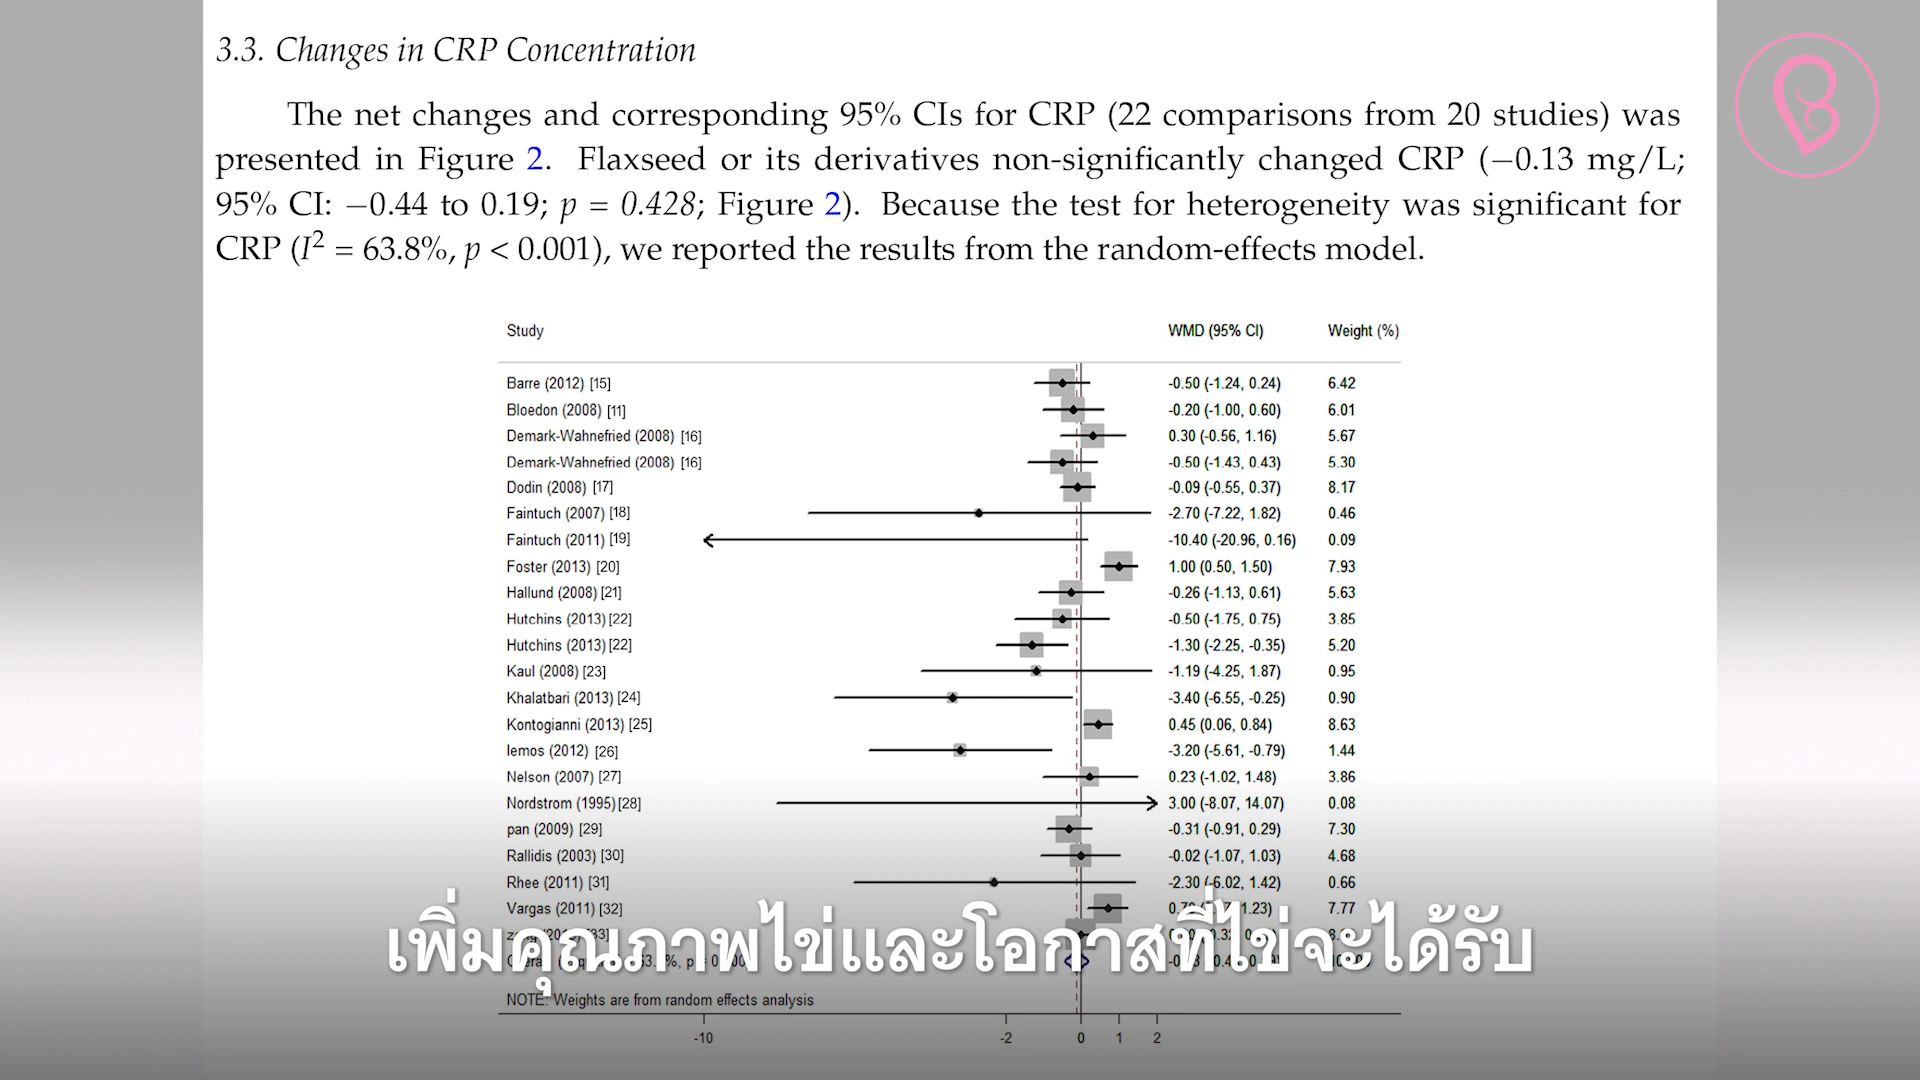 3.3. Changes in CRP Concentration
The net changes and corresponding 95% CIs for CRP (22 comparisons from 20 studies) was
presented in Figure 2. Flaxseed or its derivatives non-significantly changed CRP (−0.13 mg/L;
95% CI: −0.44 to 0.19; p = 0.428; Figure 2). Because the test for heterogeneity was significant for
CRP (I² = 63.8%, p < 0.001), we reported the results from the random-effects model.
Study WMD (95% CI) Weight (%)
Barre (2012) [15] -0.50 (-1.24, 0.24) 6.42
Bloedon (2008) [11] -0.20 (-1.00, 0.60) 6.01
Demark-Wahnefried (2008) [16] 0.30 (-0.56, 1.16) 5.67
Demark-Wahnefried (2008) [16] -0.50 (-1.43, 0.43) 5.30
Dodin (2008) [17] -0.09 (-0.55, 0.37) 8.17
Faintuch (2007) [18] -2.70 (-7.22, 1.82) 0.46
Faintuch (2011) [19] -10.40 (-20.96, 0.16) 0.09
Foster (2013) [20] 1.00 (0.50, 1.50) 7.93
Hallund (2008) [21] -0.26 (-1.13, 0.61) 5.63
Hutchins (2013) [22] -0.50 (-1.75, 0.75) 3.85
Hutchins (2013) [22] -1.30 (-2.25, -0.35) 5.20
Kaul (2008) [23] -1.19 (-4.25, 1.87) 0.95
Khalatbari (2013) [24] -3.40 (-6.55, -0.25) 0.90
Kontogianni (2013) [25] 0.45 (0.06, 0.84) 8.63
lemos (2012) [26] -3.20 (-5.61, -0.79) 1.44
Nelson (2007) [27] 0.23 (-1.02, 1.48) 3.86
Nordstrom (1995) [28] 3.00 (-8.07, 14.07) 0.08
pan (2009) [29] -0.31 (-0.91, 0.29) 7.30
Rallidis (2003) [30] -0.02 (-1.07, 1.03) 4.68
Rhee (2011) [31] -2.30 (-6.02, 1.42) 0.66
Vargas (2011) [32] 1.23) 7.77
เพิ่มคุณภาพไข่และโอกาสที่ไข่จะได้รับ
NOTE: Weights are from random effects analysis
-10 -2 0 1 2